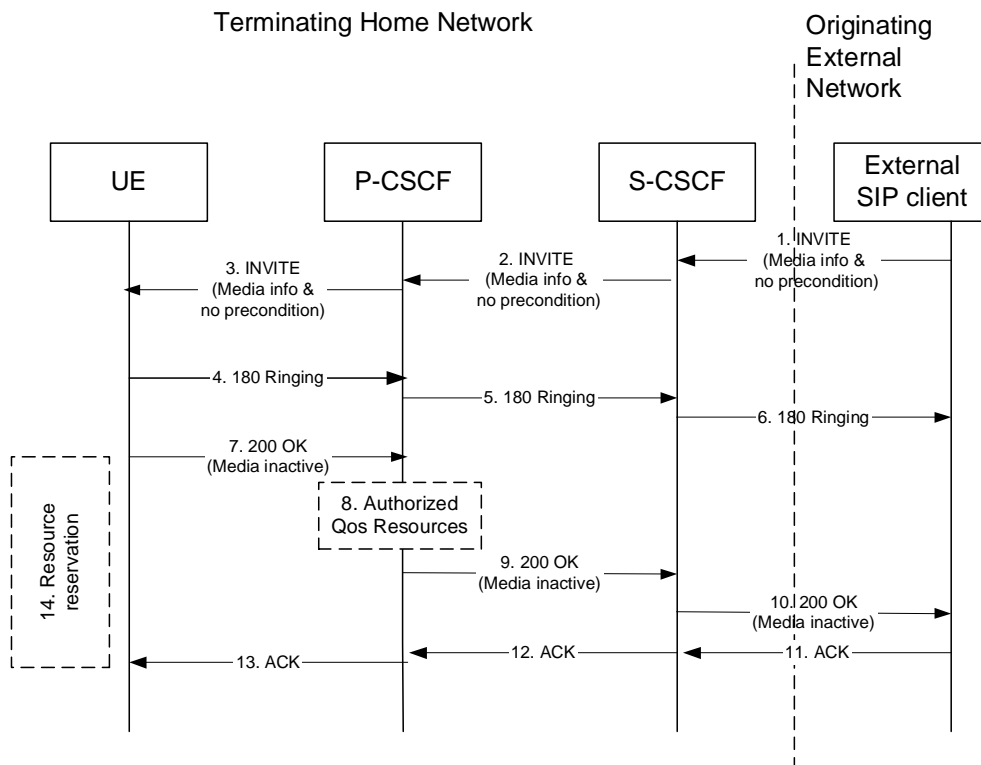 Terminating Home Network
Originating
External
Network
UE
P-CSCF
S-CSCF
External
SIP client
1. INVITE
(Media info &
no precondition)
2. INVITE
(Media info &
no precondition)
3. INVITE
(Media info &
no precondition)
4. 180 Ringing
5. 180 Ringing
6. 180 Ringing
7. 200 OK
(Media inactive)
8. Authorized
Qos Resources
9. 200 OK
(Media inactive)
10. 200 OK
(Media inactive)
11. ACK
12. ACK
13. ACK
14. Resource
reservation